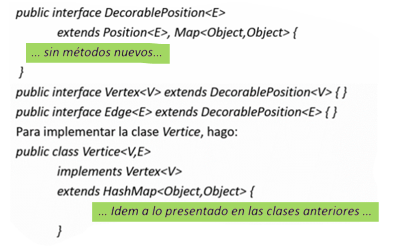 public interface DecorablePosition<E>
extends Position<E>, Map<Object,Object> {
... sin métodos nuevos...
}
public interface Vertex<V> extends DecorablePosition<V> { }
public interface Edge<E> extends DecorablePosition<E> { }
Para implementar la clase Vertice, hago:
public class Vertice<V,E>
implements Vertex<V>
extends HashMap<Object,Object> {
... Idem a lo presentado en las clases anteriores ...
}